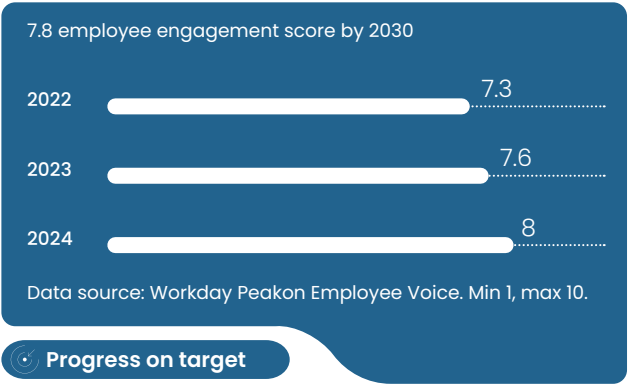 7.8 employee engagement score by 2030
2022 7.3
2023 7.6
2024 8
Data source: Workday Peakon Employee Voice. Min 1, max 10.
Progress on target